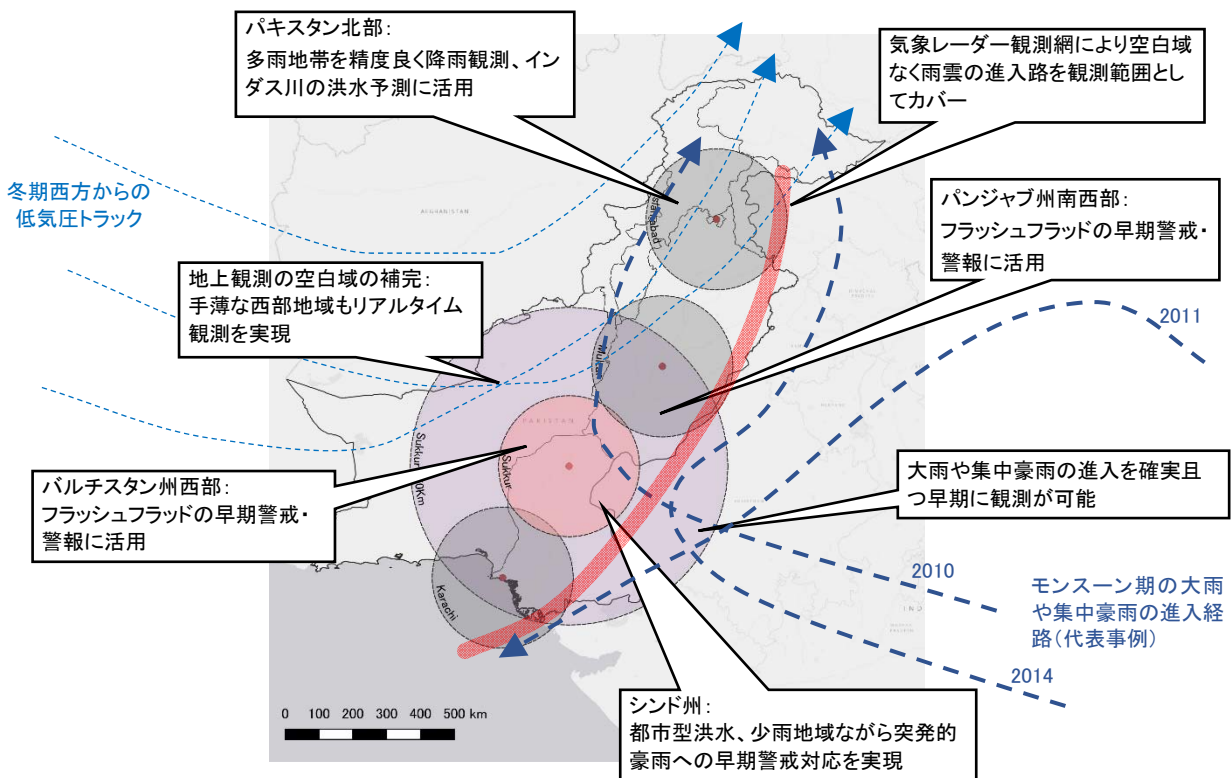 パキスタン北部：
多雨地帯を精度良く降雨観測、イン
ダス川の洪水予測に活用
気象レーダー観測網により空白域
なく雨雲の進入路を観測範囲とし
てカバー
冬期西方からの
低気圧トラック
AFGHANISTAN
Islamabad
パンジャブ州南西部：
フラッシュフラッドの早期警戒・
警報に活用
地上観測の空白域の補完：
手薄な西部地域もリアルタイム
観測を実現
2011
Multan
PAKISTAN
Sukkur
Sukkur
0Km
バルチスタン州西部：
フラッシュフラッドの早期警戒・
警報に活用
大雨や集中豪雨の進入を確実且
つ早期に観測が可能
Karachi
2010
モンスーン期の大雨
や集中豪雨の進入経
路（代表事例）
2014
シンド州：
都市型洪水、少雨地域ながら突発的
豪雨への早期警戒対応を実現
0 100 200 300 400 500 km